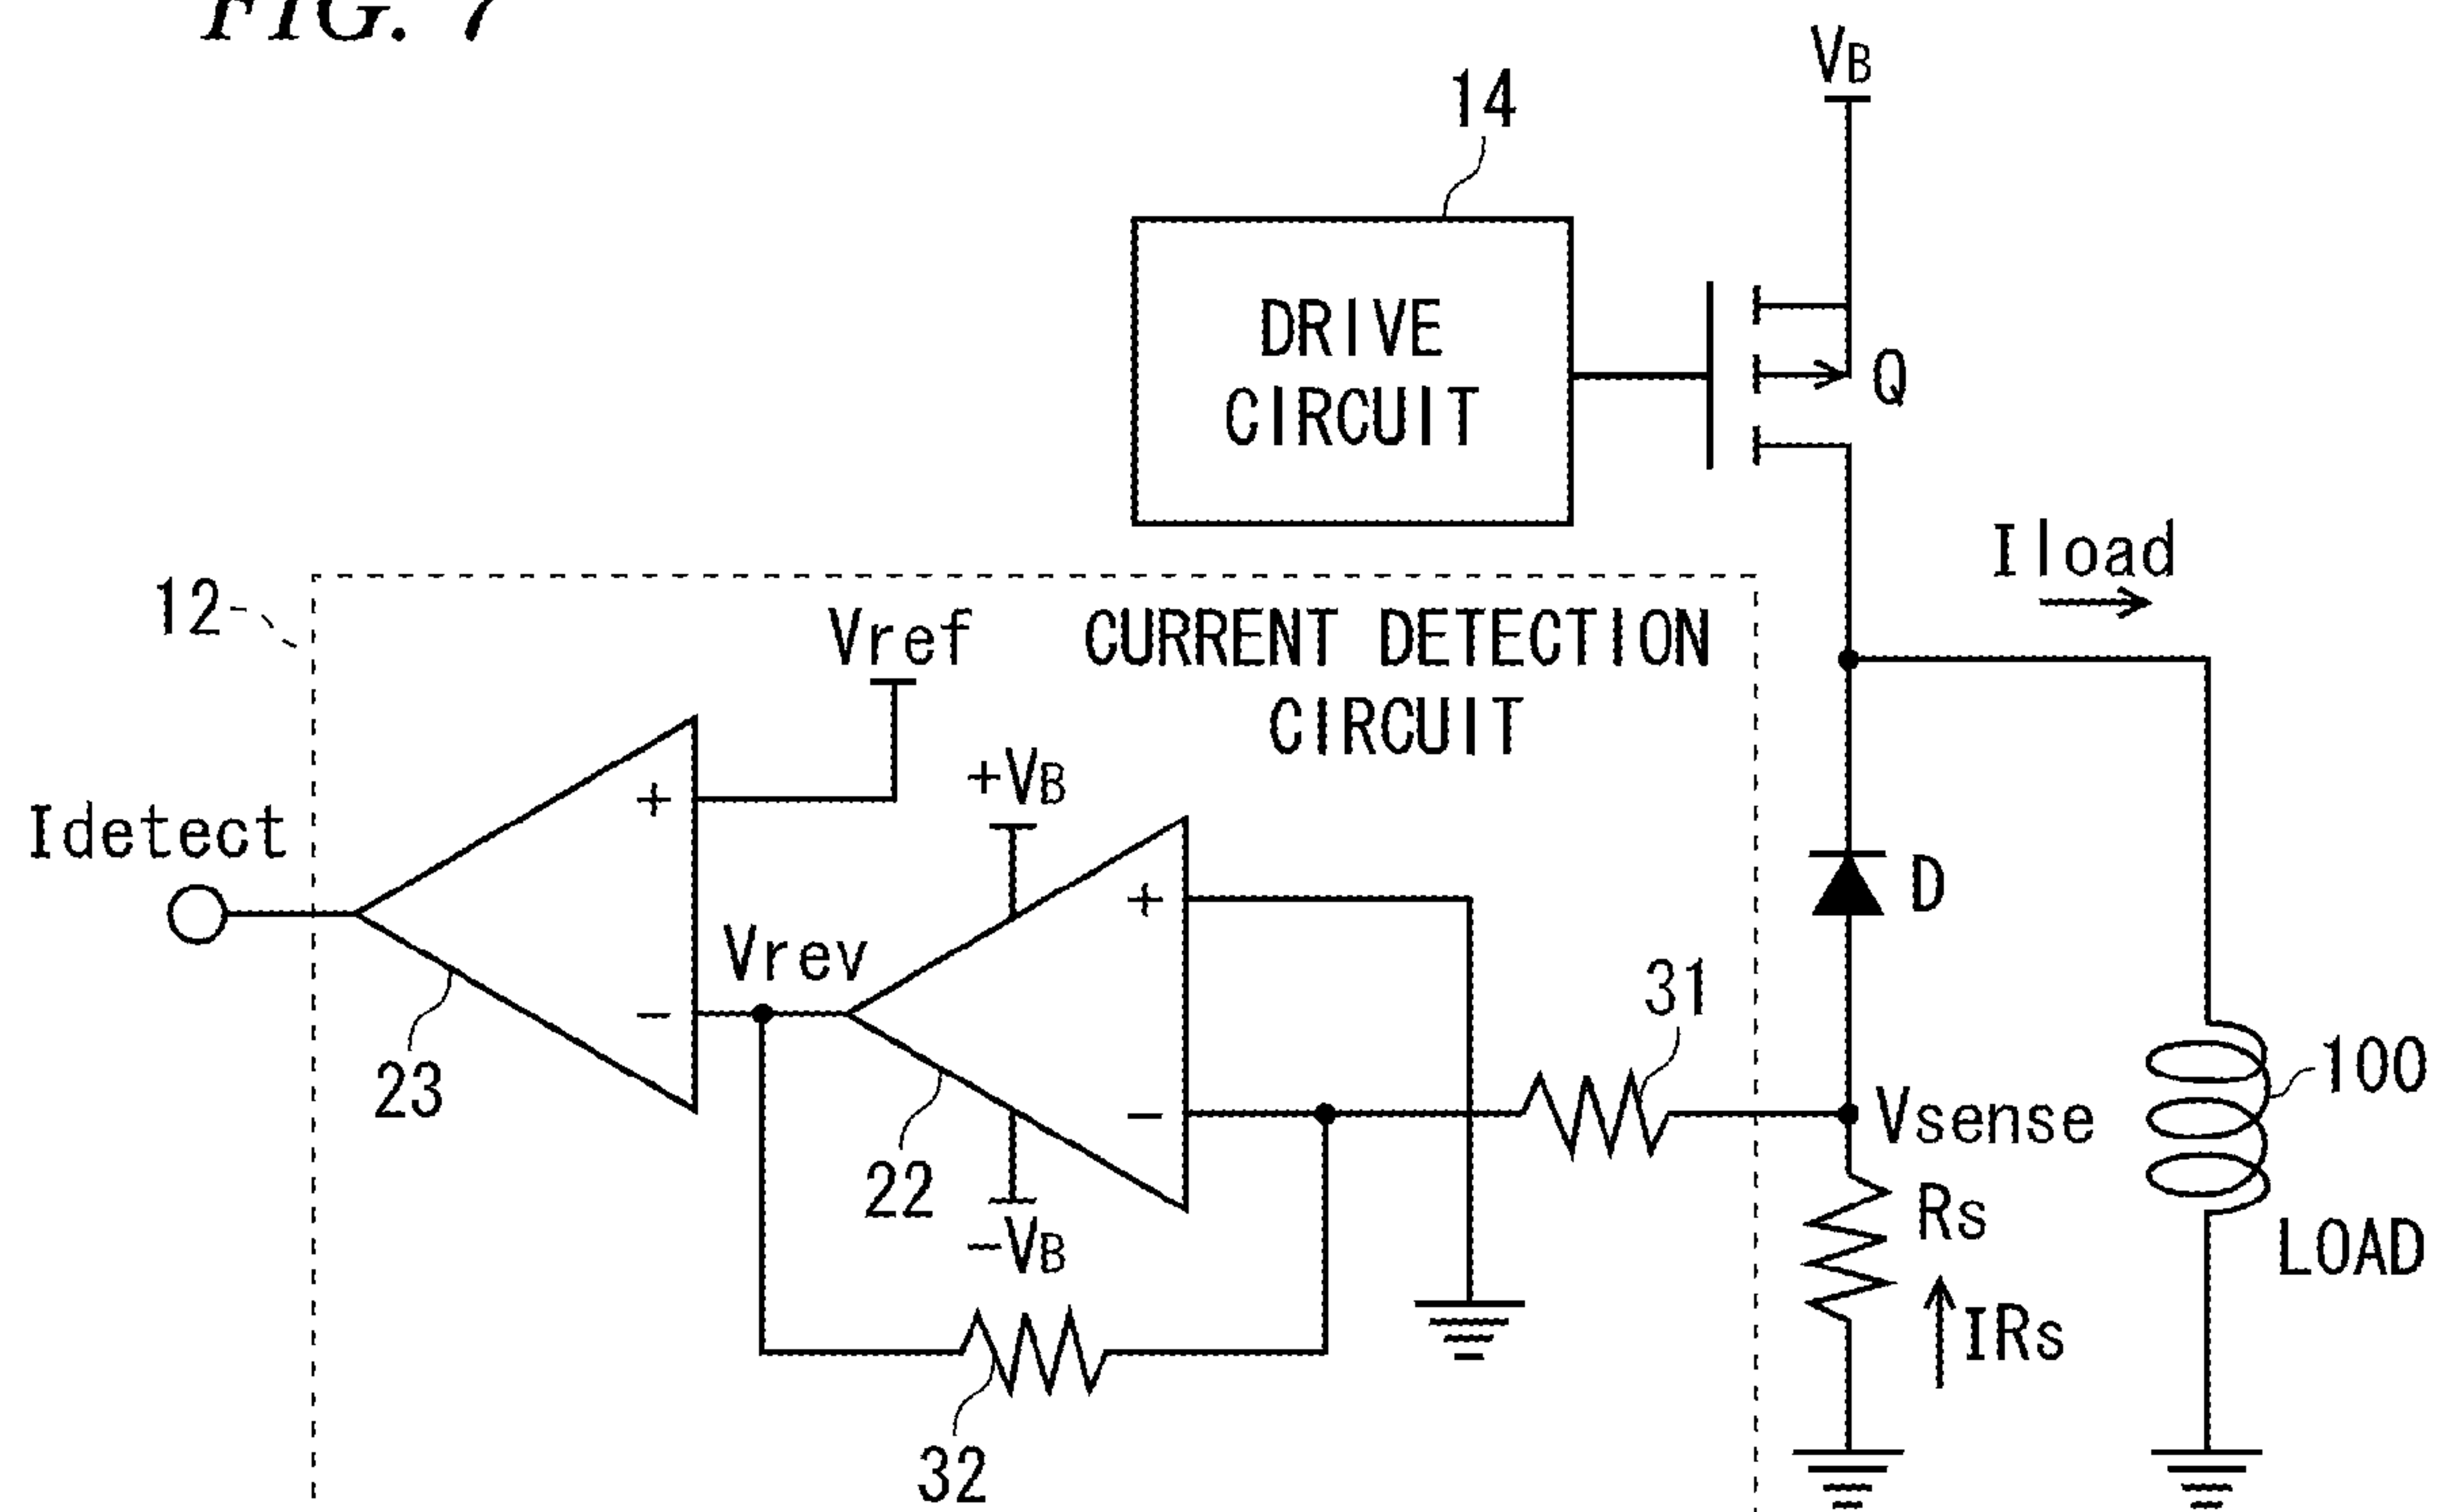 FIG. 7
VB
14
DRIVE
CIRCUIT
Q
Iload
12
Vref
CURRENT DETECTION
CIRCUIT
+VB
+
Idetect
+
D
Vrev
31
−
23
100
−
Vsense
22
Rs
−VB
LOAD
IRs
32